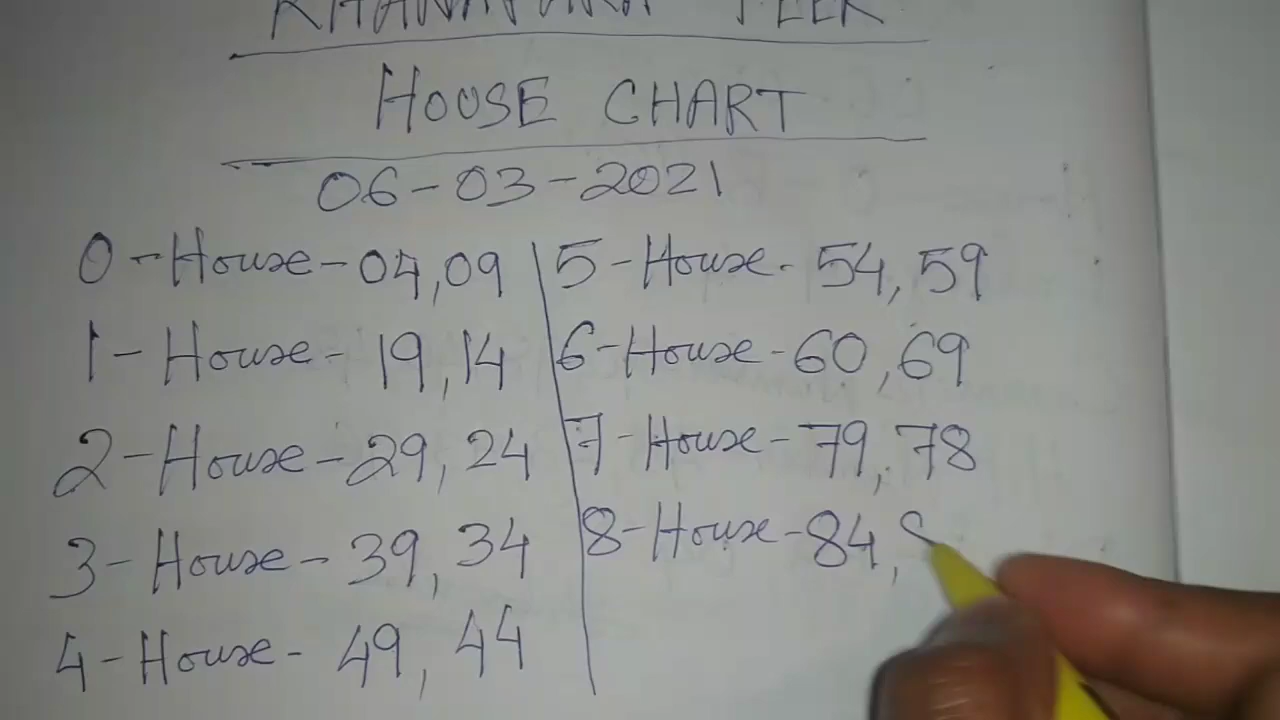 HOUSE CHART
06-03-2021
0-House-04,09
1-House-19,14
2-House-29,24
3-House-39,34
4-House-49,44
5-House-54,59
6-House-60,69
7-House-79,78
8-House-84,